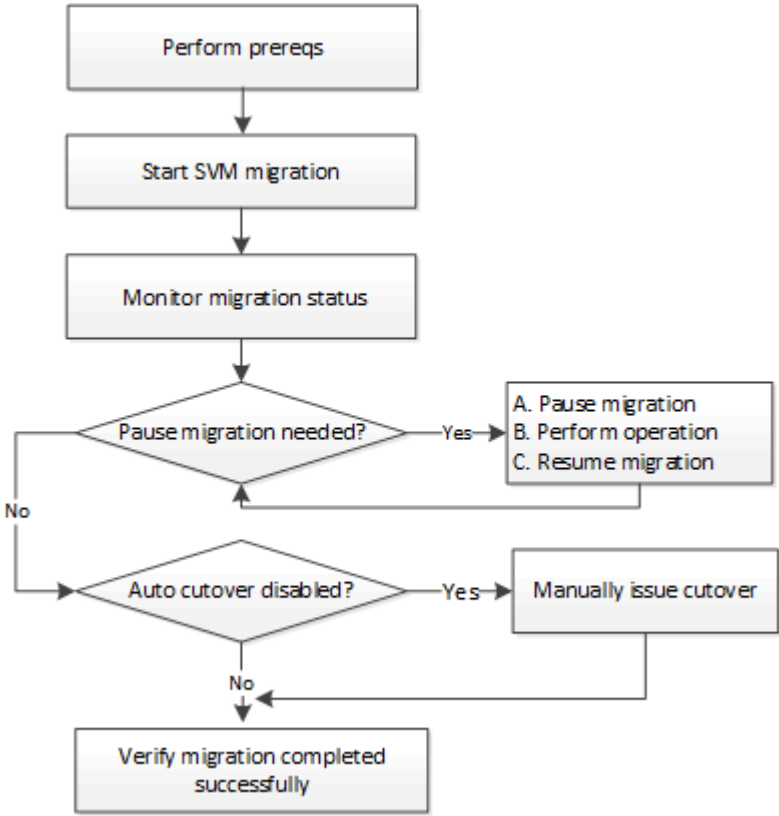 Perform prereqs
Start SVM migration
Monitor migration status
Pause migration needed?
Yes
A. Pause migration
B. Perform operation
C. Resume migration
No
Auto cutover disabled?
Yes
Manually issue cutover
No
Verify migration completed
successfully